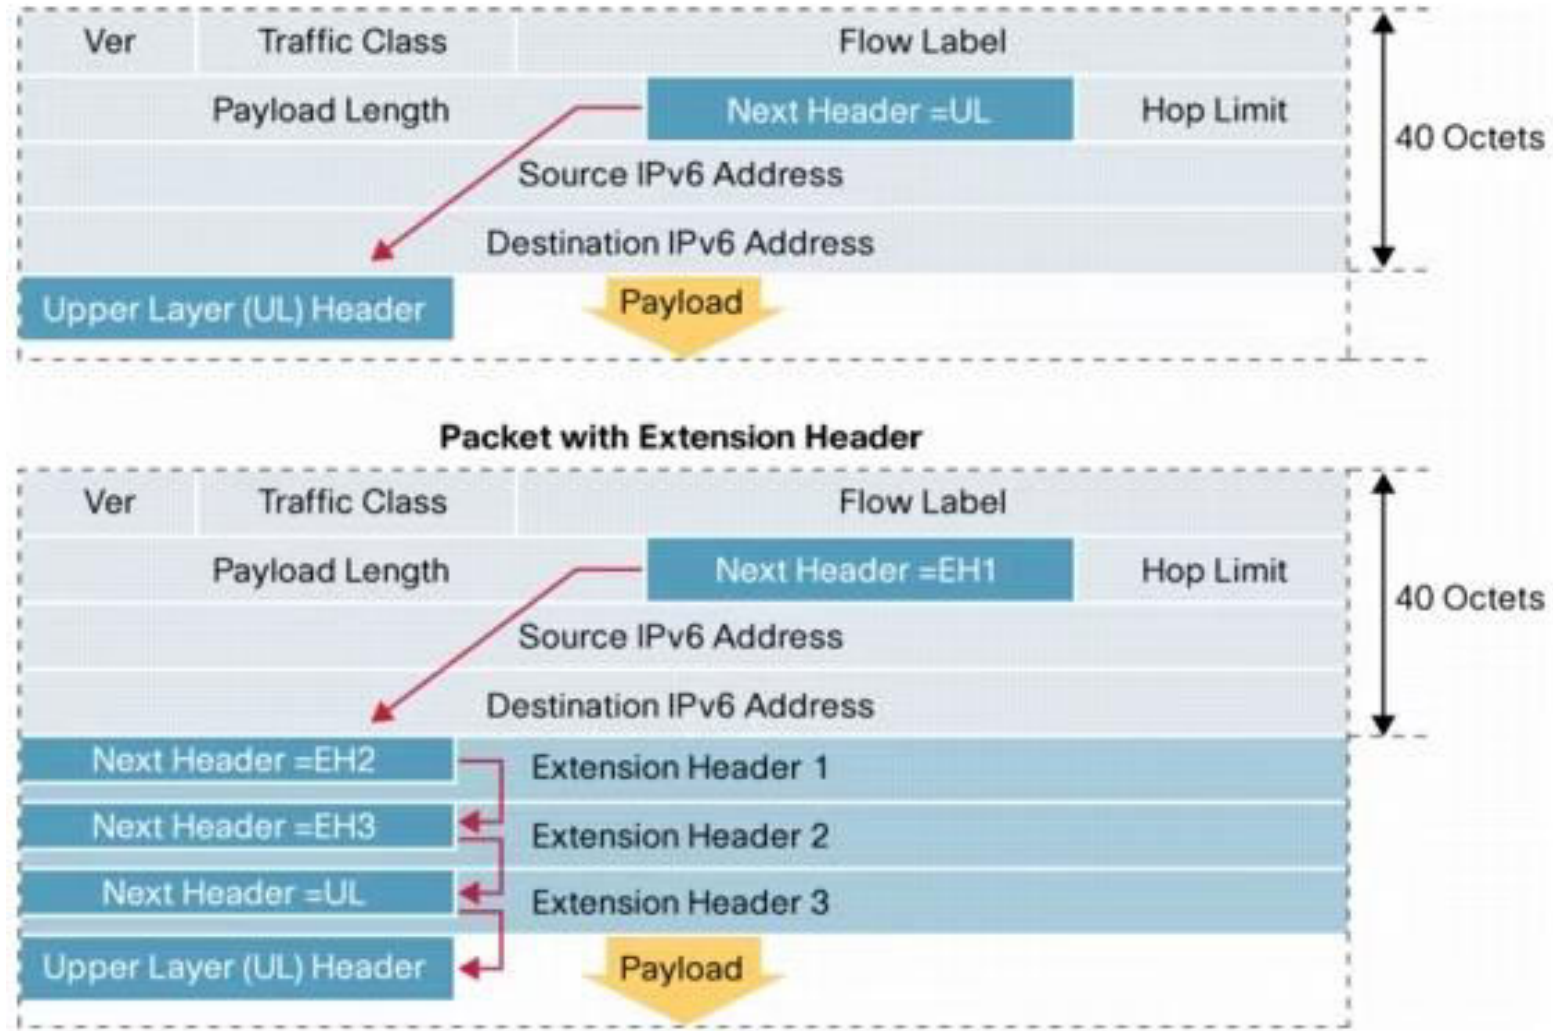 Ver Traffic Class Flow Label
Payload Length Next Header =UL Hop Limit
40 Octets
Source IPv6 Address
Destination IPv6 Address
Upper Layer (UL) Header Payload
Packet with Extension Header
Ver Traffic Class Flow Label
Payload Length Next Header =EH1 Hop Limit
40 Octets
Source IPv6 Address
Destination IPv6 Address
Next Header =EH2 Extension Header 1
Next Header =EH3 Extension Header 2
Next Header =UL Extension Header 3
Upper Layer (UL) Header Payload